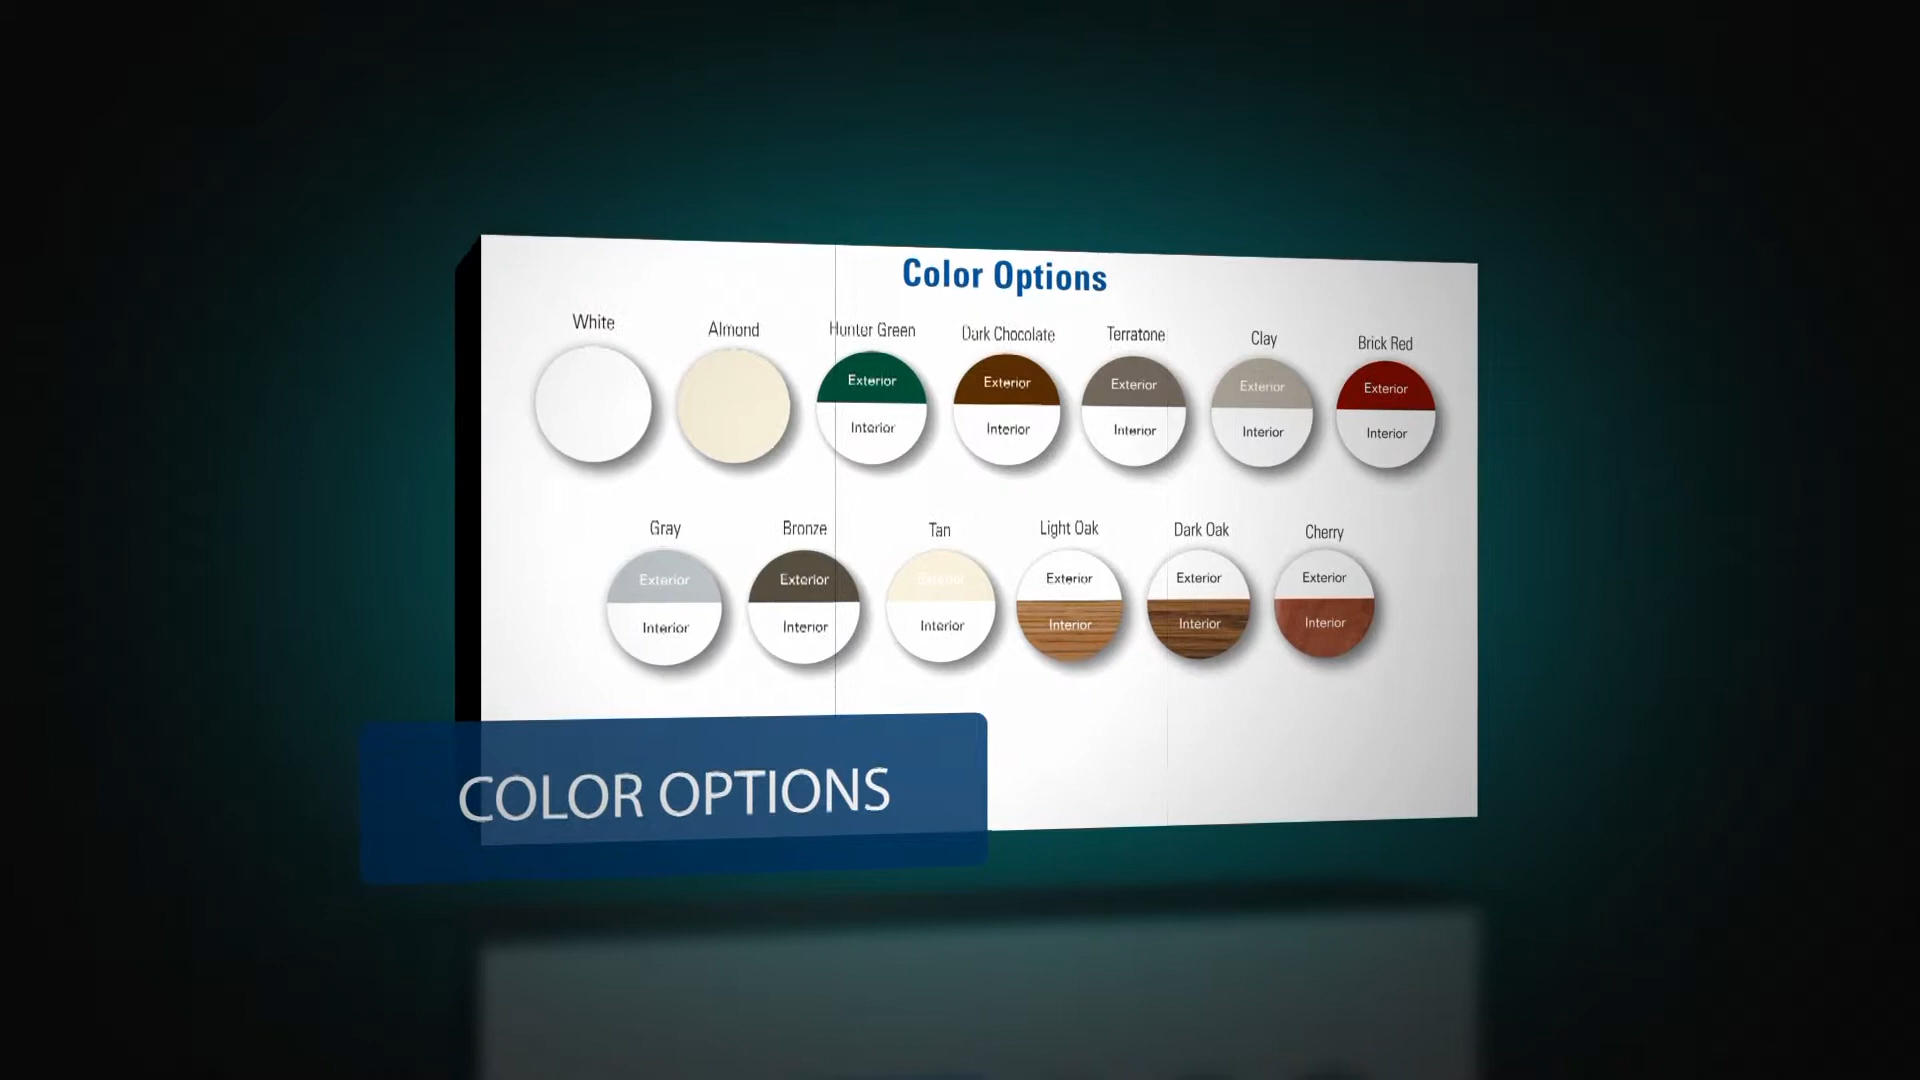 Color Options
White Almond Hunter Green Dark Chocolate Terratone Clay Brick Red
Exterior Exterior Exterior Exterior Exterior
Interior Interior Interior Interior Interior
Gray Bronze Tan Light Oak Dark Oak Cherry
Exterior Exterior Exterior Exterior Exterior Exterior
Interior Interior Interior Interior Interior Interior
COLOR OPTIONS